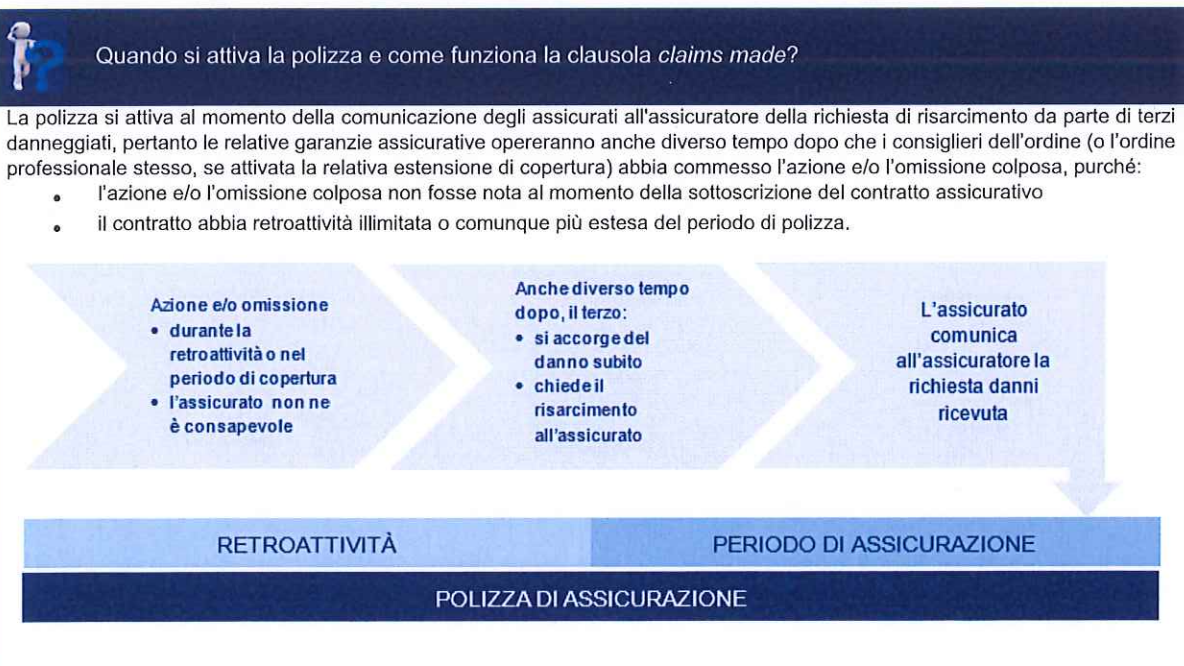 Quando si attiva la polizza e come funziona la clausola claims made?
La polizza si attiva al momento della comunicazione degli assicurati all'assicuratore della richiesta di risarcimento da parte di terzi
danneggiati, pertanto le relative garanzie assicurative opereranno anche diverso tempo dopo che i consiglieri dell'ordine (o l'ordine
professionale stesso, se attivata la relativa estensione di copertura) abbia commesso l'azione e/o l'omissione colposa, purché:
• l'azione e/o l'omissione colposa non fosse nota al momento della sottoscrizione del contratto assicurativo
• il contratto abbia retroattività illimitata o comunque più estesa del periodo di polizza.
Azione e/o omissione
• durante la
retroattività o nel
periodo di copertura
• l'assicurato non ne
è consapevole
Anche diverso tempo
dopo, il terzo:
• si accorge del
danno subito
• chiede il
risarcimento
all'assicurato
L'assicurato
comunica
all'assicuratore la
richiesta danni
ricevuta
RETROATTIVITÀ
PERIODO DI ASSICURAZIONE
POLIZZA DI ASSICURAZIONE